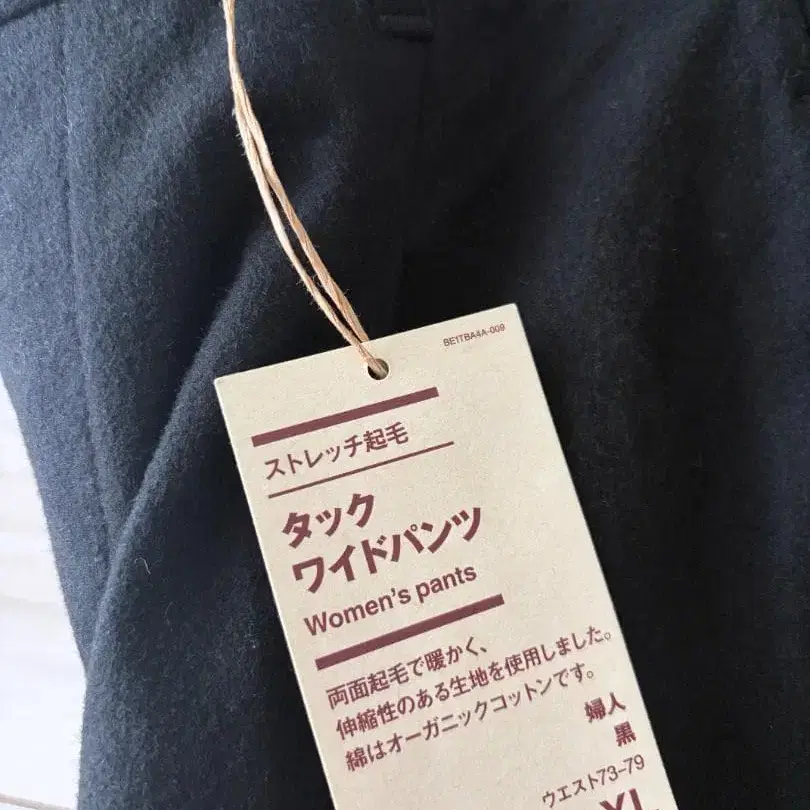 BE1TBA4A-009
ストレッチ起毛
タック
ワイドパンツ
Women's pants
両面起毛で暖かく、
伸縮性のある生地を使用しました。
綿はオーガニックコットンです。
婦人
黒
ウエスト73-79
XL